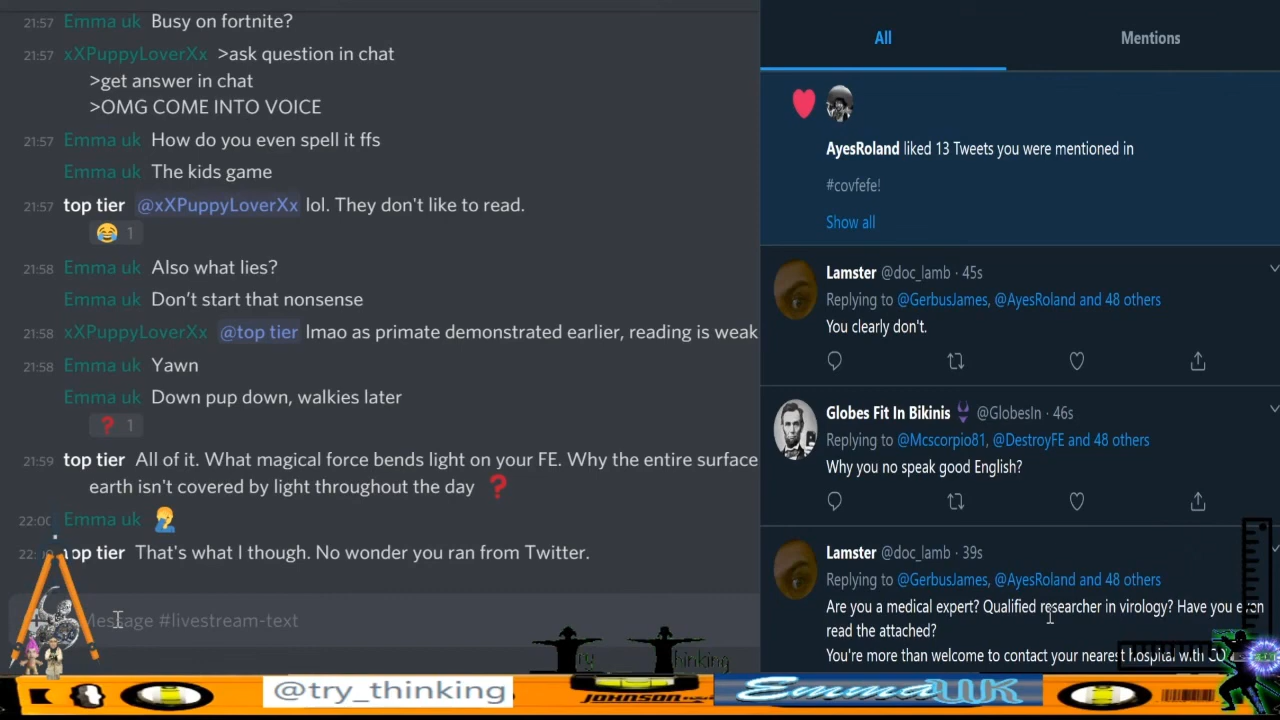 21:57 Emma uk Busy on fortnite?
21:57 xXPuppyLoverXx >ask question in chat
>get answer in chat
>OMG COME INTO VOICE
21:57 Emma uk How do you even spell it ffs
Emma uk The kids game
21:57 top tier @xXPuppyLoverXx lol. They don't like to read.
1
21:58 Emma uk Also what lies?
Emma uk Don't start that nonsense
21:58 xXPuppyLoverXx @top tier lmao as primate demonstrated earlier, reading is weak
21:58 Emma uk Yawn
Emma uk Down pup down, walkies later
1
21:59 top tier All of it. What magical force bends light on your FE. Why the entire surface
earth isn't covered by light throughout the day
22:00 Emma uk
top tier That's what I though. No wonder you ran from Twitter.
Message #livestream-text
All
Mentions
AyesRoland liked 13 Tweets you were mentioned in
#covfefe!
Show all
Lamster @doc_lamb · 45s
Replying to @GerbusJames, @AyesRoland and 48 others
You clearly don't.
Globes Fit In Bikinis @GlobesIn · 46s
Replying to @Mcscorpio81, @DestroyFE and 48 others
Why you no speak good English?
Lamster @doc_lamb · 39s
Replying to @GerbusJames, @AyesRoland and 48 others
Are you a medical expert? Qualified researcher in virology? Have you even
read the attached?
You're more than welcome to contact your nearest hospital with
Try Thinking
@try_thinking
JOHNSON
EmmaUK